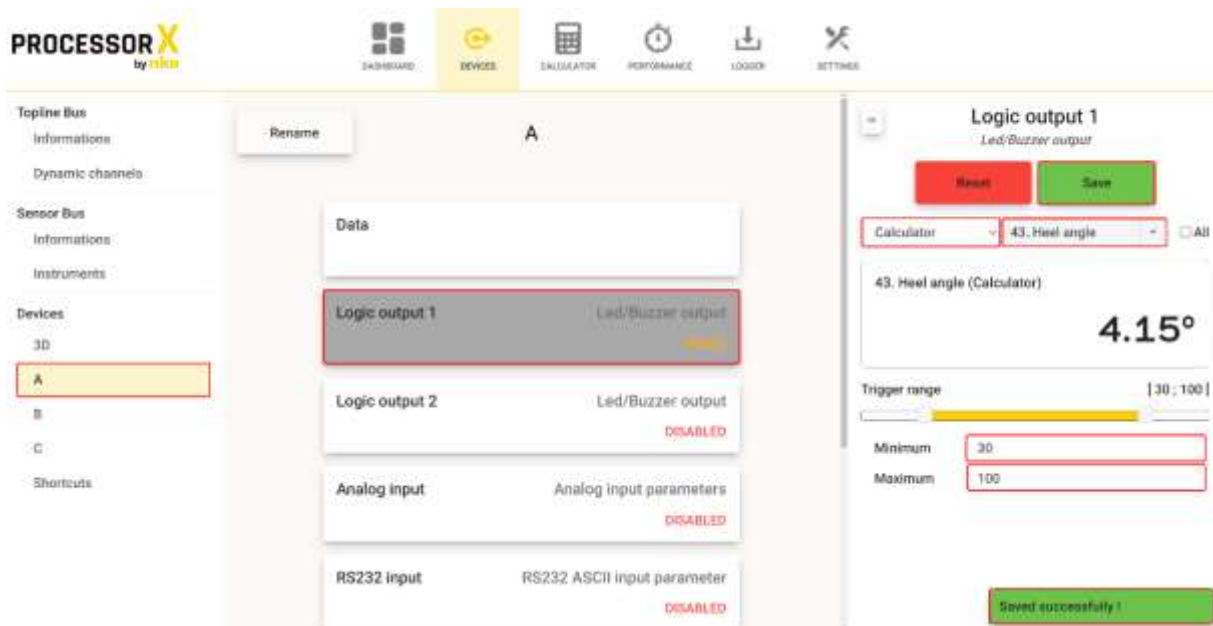 PROCESSOR X
by nke
DASHBOARD
DEVICES
CALCULATOR
PERFORMANCE
LOGGER
SETTINGS
Topline Bus
Informations
Dynamic channels
Sensor Bus
Informations
Instruments
Devices
3D
A
B
C
Shortcuts
Rename
A
Data
Logic output 1
Led/Buzzer output
Logic output 2
Led/Buzzer output
DISABLED
Analog input
Analog input parameters
DISABLED
RS232 input
RS232 ASCII input parameter
DISABLED
Logic output 1
Led/Buzzer output
Reset
Save
Calculator
43. Heel angle
All
43. Heel angle (Calculator)
4.15°
Trigger range
[ 30 ; 100 ]
Minimum
30
Maximum
100
Saved successfully !